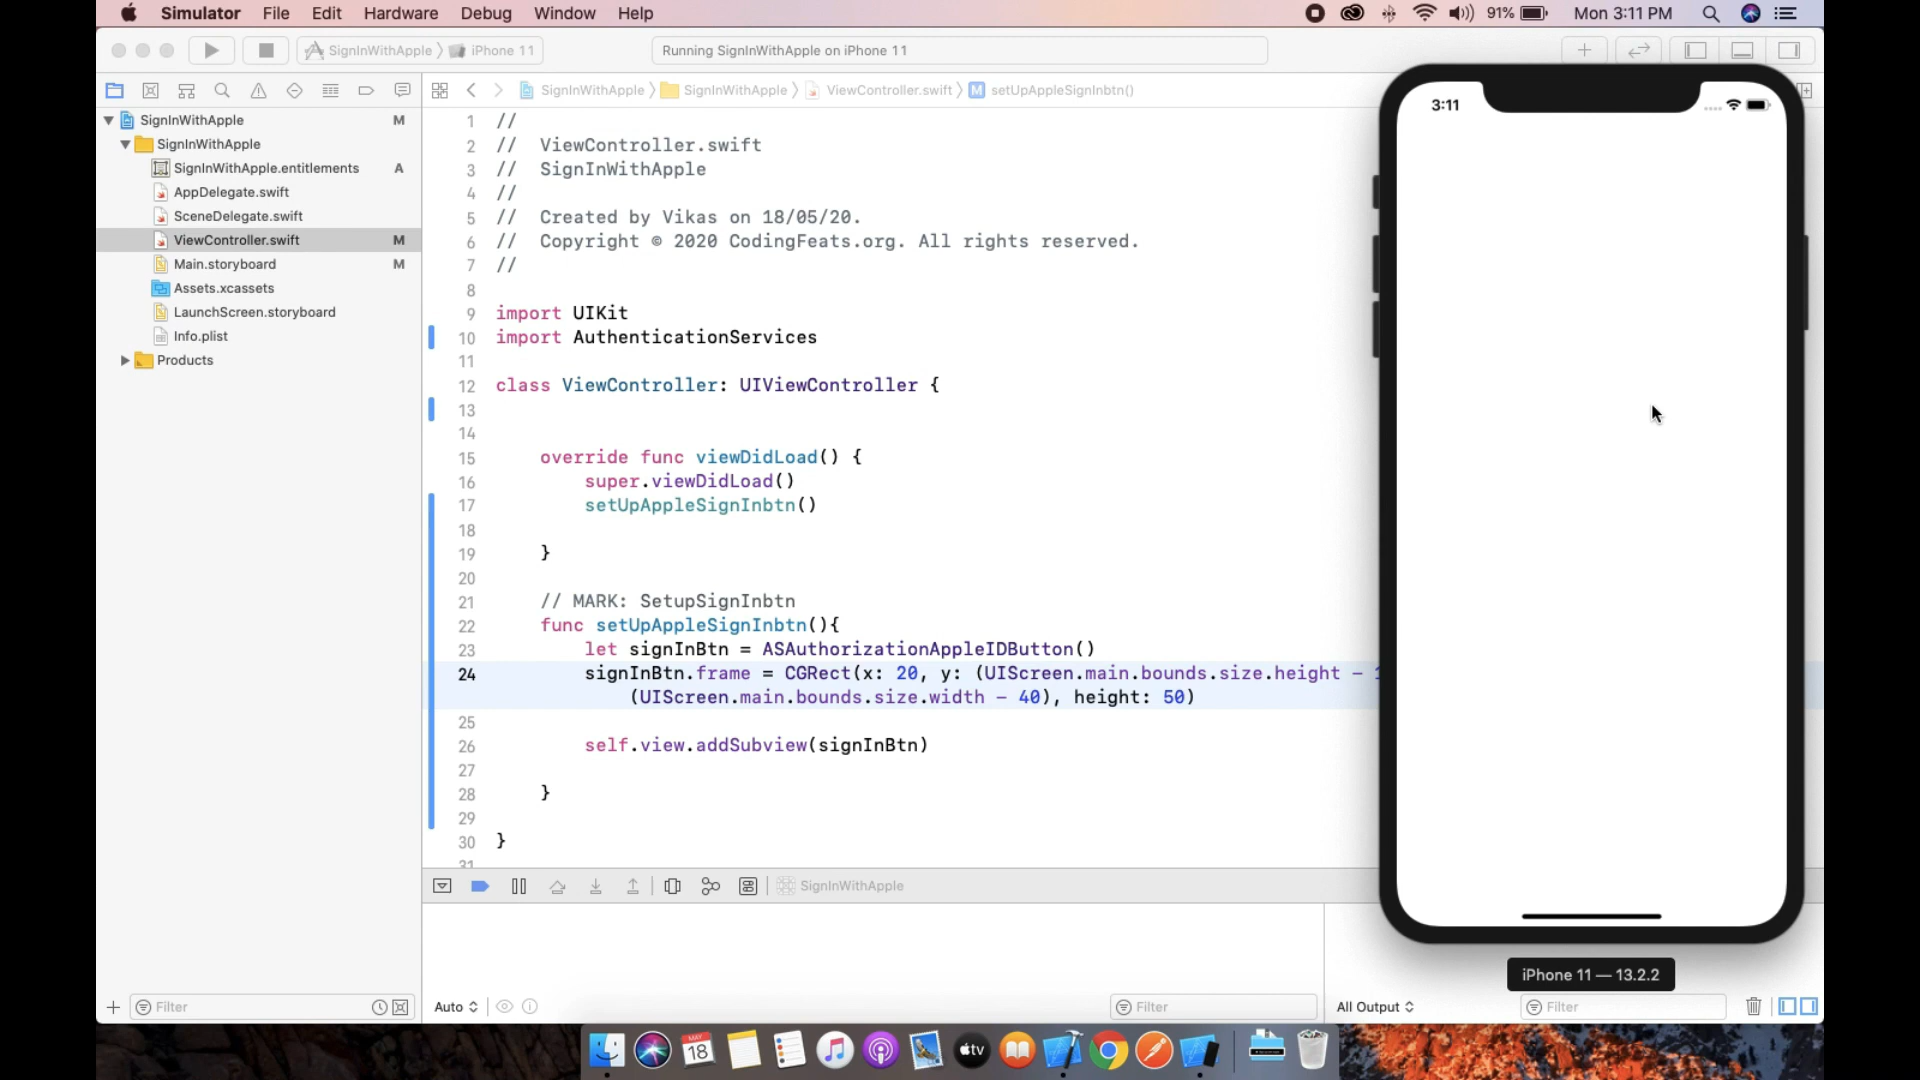 Simulator File Edit Hardware Debug Window Help 91% Mon 3:11 PM
SignInWithApple iPhone 11 Running SignInWithApple on iPhone 11
SignInWithApple SignInWithApple ViewController.swift M setUpAppleSignInbtn()
SignInWithApple M
SignInWithApple
SignInWithApple.entitlements A
AppDelegate.swift
SceneDelegate.swift
ViewController.swift M
Main.storyboard M
Assets.xcassets
LaunchScreen.storyboard
Info.plist
Products
1 //
2 // ViewController.swift
3 // SignInWithApple
4 //
5 // Created by Vikas on 18/05/20.
6 // Copyright © 2020 CodingFeats.org. All rights reserved.
7 //
8
9 import UIKit
10 import AuthenticationServices
11
12 class ViewController: UIViewController {
13
14
15 override func viewDidLoad() {
16 super.viewDidLoad()
17 setUpAppleSignInbtn()
18
19 }
20
21 // MARK: SetupSignInbtn
22 func setUpAppleSignInbtn(){
23 let signInBtn = ASAuthorizationAppleIDButton()
24 signInBtn.frame = CGRect(x: 20, y: (UIScreen.main.bounds.size.height -
(UIScreen.main.bounds.size.width - 40), height: 50)
25
26 self.view.addSubview(signInBtn)
27
28 }
29
30 }
31
3:11
SignInWithApple
iPhone 11 — 13.2.2
Filter Auto Filter All Output Filter
MAY
18
tv